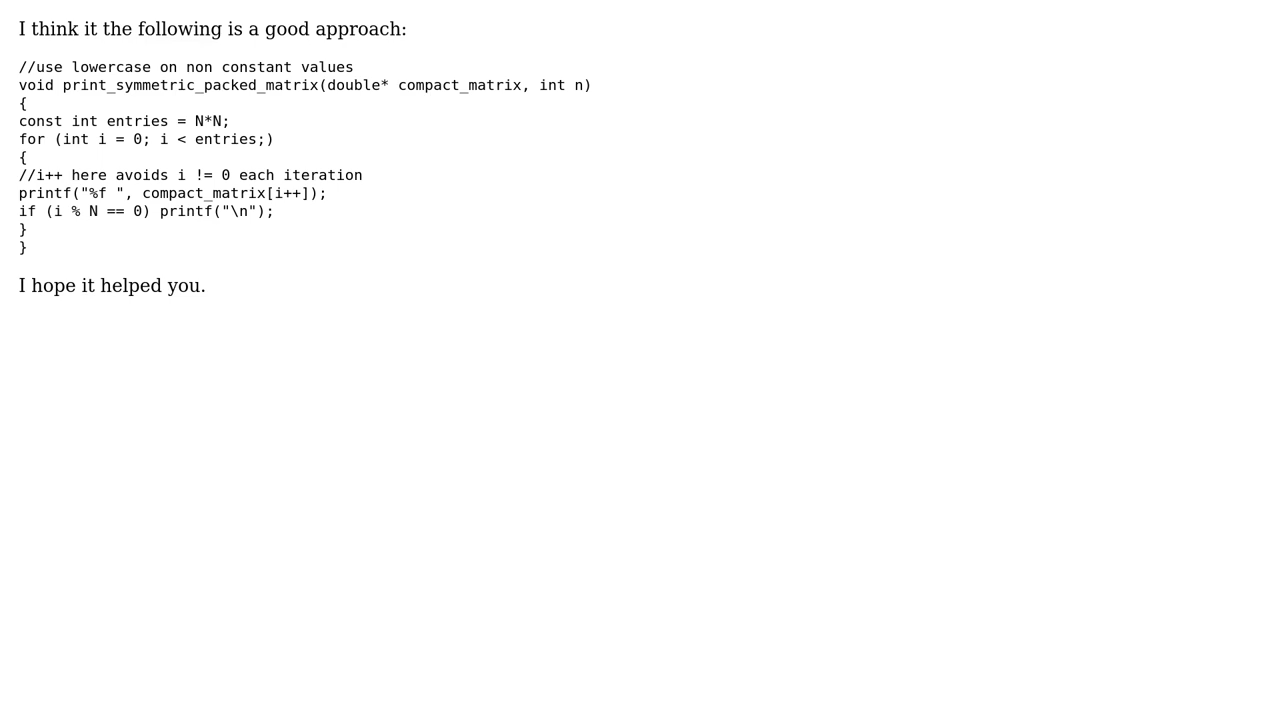 I think it the following is a good approach:
//use lowercase on non constant values
void print_symmetric_packed_matrix(double* compact_matrix, int n)
{
const int entries = N*N;
for (int i = 0; i < entries;)
{
//i++ here avoids i != 0 each iteration
printf("%f ", compact_matrix[i++]);
if (i % N == 0) printf("\n");
}
}
I hope it helped you.